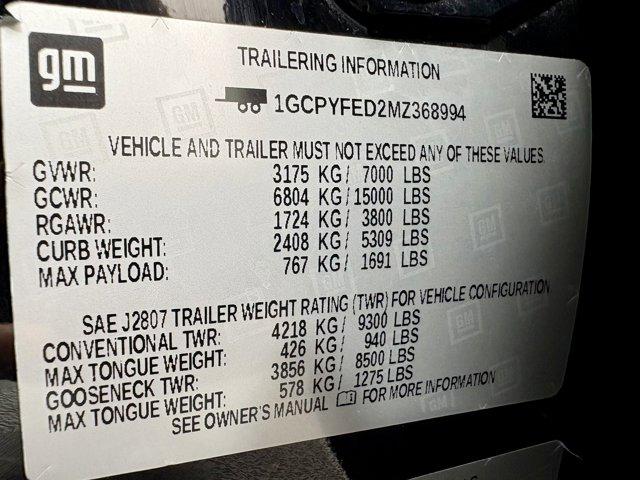 gm
TRAILERING INFORMATION
1GCPYFED2MZ368994
VEHICLE AND TRAILER MUST NOT EXCEED ANY OF THESE VALUES
GVWR: 3175 KG/ 7000 LBS
GCWR: 6804 KG/15000 LBS
RGAWR: 1724 KG/ 3800 LBS
CURB WEIGHT: 2408 KG/ 5309 LBS
MAX PAYLOAD: 767 KG/ 1691 LBS
SAE J2807 TRAILER WEIGHT RATING (TWR) FOR VEHICLE CONFIGURATION
CONVENTIONAL TWR: 4218 KG/ 9300 LBS
MAX TONGUE WEIGHT: 426 KG/ 940 LBS
GOOSENECK TWR: 3856 KG/ 8500 LBS
MAX TONGUE WEIGHT: 578 KG/ 1275 LBS
SEE OWNER'S MANUAL FOR MORE INFORMATION